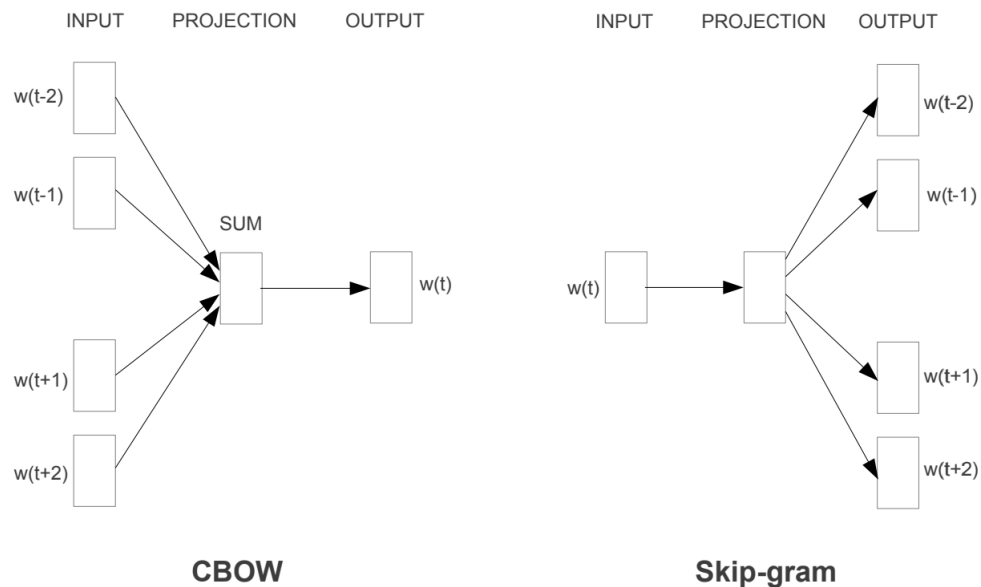 INPUT PROJECTION OUTPUT
w(t-2)
w(t-1)
SUM
w(t)
w(t+1)
w(t+2)
CBOW
INPUT PROJECTION OUTPUT
w(t-2)
w(t-1)
w(t)
w(t+1)
w(t+2)
Skip-gram